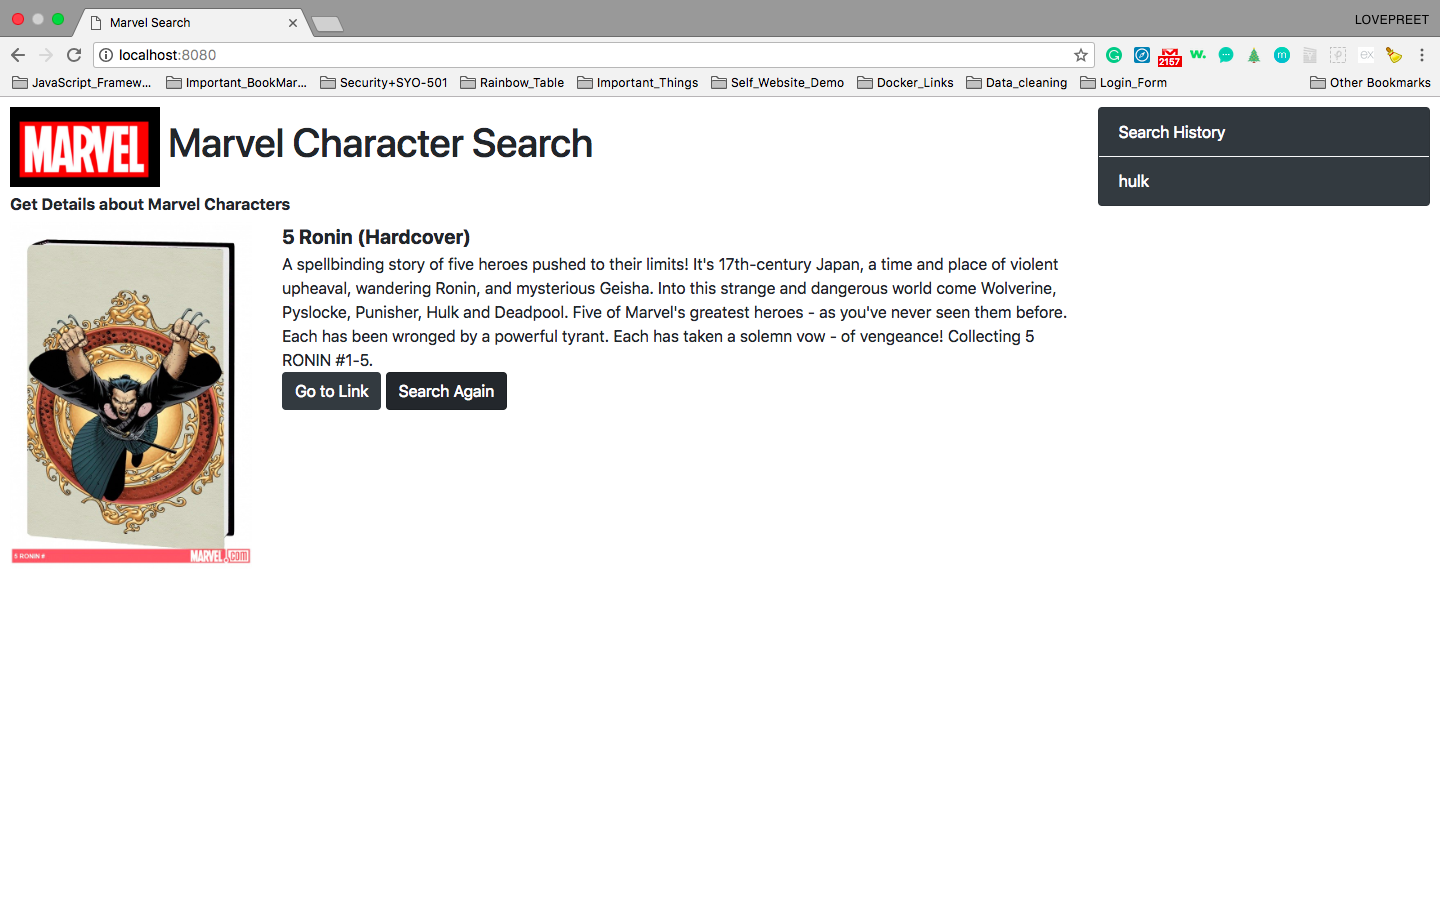 Marvel Search
LOVEPREET
localhost:8080
2157
w.
m
ex
JavaScript_Framew...
Important_BookMar...
Security+SYO-501
Rainbow_Table
Important_Things
Self_Website_Demo
Docker_Links
Data_cleaning
Login_Form
Other Bookmarks
MARVEL
Marvel Character Search
Get Details about Marvel Characters
5 Ronin (Hardcover)
A spellbinding story of five heroes pushed to their limits! It's 17th-century Japan, a time and place of violent
upheaval, wandering Ronin, and mysterious Geisha. Into this strange and dangerous world come Wolverine,
Pyslocke, Punisher, Hulk and Deadpool. Five of Marvel's greatest heroes - as you've never seen them before.
Each has been wronged by a powerful tyrant. Each has taken a solemn vow - of vengeance! Collecting 5
RONIN #1-5.
Go to Link
Search Again
5 RONIN #
MARVEL.com
Search History
hulk